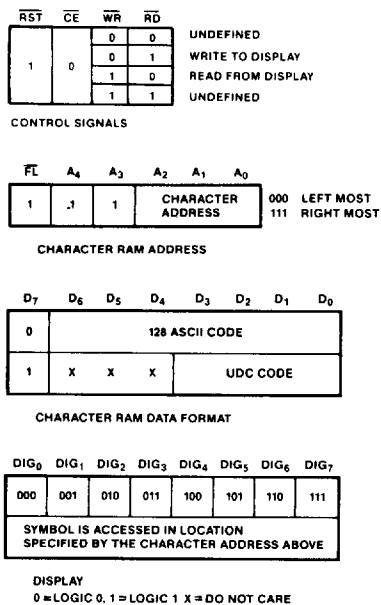 RST CE WR RD
0 0 UNDEFINED
0 1 WRITE TO DISPLAY
1 0 1 0 READ FROM DISPLAY
1 1 UNDEFINED
CONTROL SIGNALS
FL A4 A3 A2 A1 A0
1 1 1 CHARACTER ADDRESS 000 LEFT MOST
111 RIGHT MOST
CHARACTER RAM ADDRESS
D7 D6 D5 D4 D3 D2 D1 D0
0 128 ASCII CODE
1 X X X UDC CODE
CHARACTER RAM DATA FORMAT
DIG0 DIG1 DIG2 DIG3 DIG4 DIG5 DIG6 DIG7
000 001 010 011 100 101 110 111
SYMBOL IS ACCESSED IN LOCATION
SPECIFIED BY THE CHARACTER ADDRESS ABOVE
DISPLAY
0 = LOGIC 0, 1 = LOGIC 1 X = DO NOT CARE